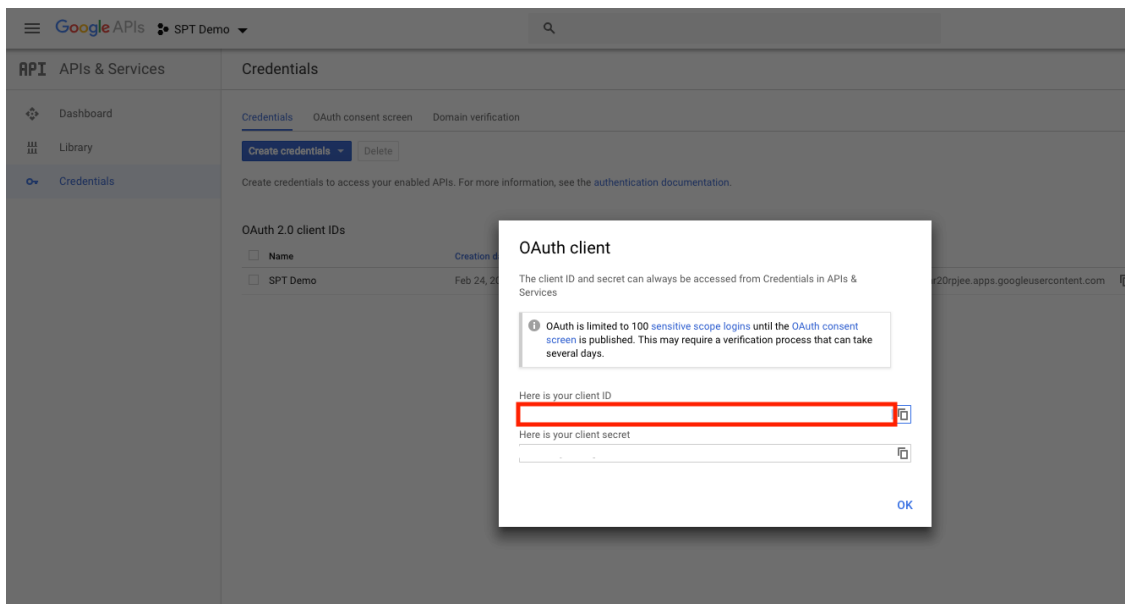 Google APIs SPT Demo
API APIs & Services
Credentials
Dashboard
Library
Credentials
Credentials OAuth consent screen Domain verification
Create credentials Delete
Create credentials to access your enabled APIs. For more information, see the authentication documentation.
OAuth 2.0 client IDs
Name Creation d
SPT Demo Feb 24, 20 r20rpjee.apps.googleusercontent.com
OAuth client
The client ID and secret can always be accessed from Credentials in APIs &
Services
OAuth is limited to 100 sensitive scope logins until the OAuth consent
screen is published. This may require a verification process that can take
several days.
Here is your client ID
Here is your client secret
OK